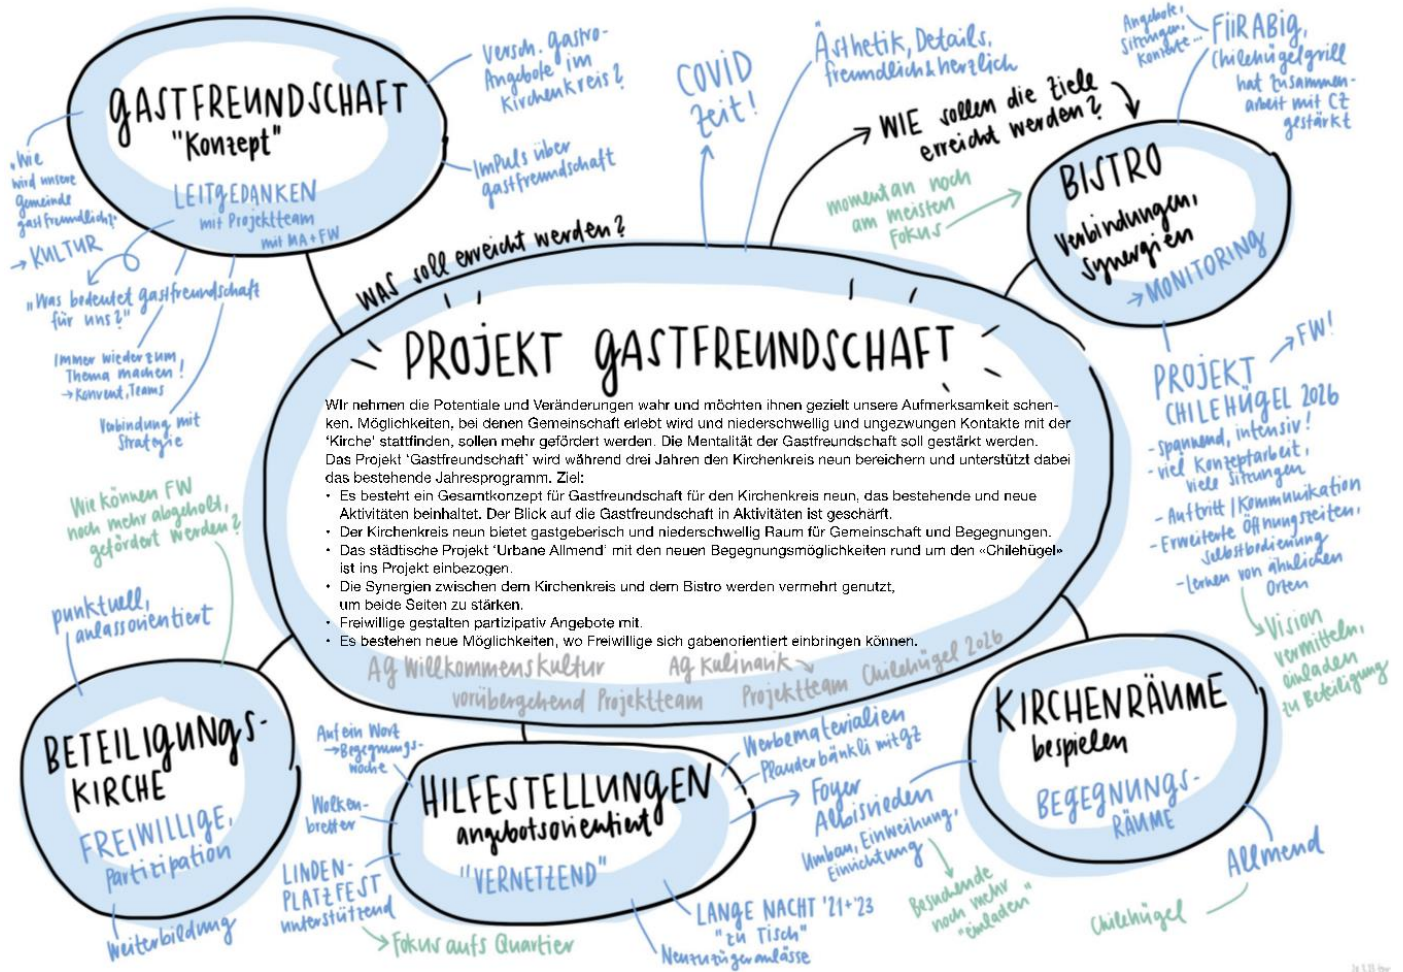 GASTFREUNDSCHAFT
"Konzept"
LEITGEDANKEN
mit Projektteam
mit MA+FW
"Wie
wird unsere
Gemeinde
gastfreundlich?"
→ KULTUR
"Was bedeutet Gastfreundschaft
für uns?"
Immer wieder zum
Thema machen!
→ Konvent, Teams
Verbindung mit
Strategie
Versch. Gastro-
Angebote im
Kirchenkreis?
Impuls über
Gastfreundschaft
COVID
Zeit!
Ästhetik, Details,
freundlich & herzlich
WAS soll erreicht werden?
→ WIE sollen die Ziele
erreicht werden?
momentan noch
am meisten
Fokus
Angebote,
Sitzungen,
Konzerte...
FIIRABIG,
Chilehügelgrill
hat Zusammen-
arbeit mit CZ
gestärkt
BISTRO
Verbindungen,
Synergien
→ MONITORING
PROJEKT GASTFREUNDSCHAFT
WIr nehmen die Potentiale und Veränderungen wahr und möchten ihnen gezielt unsere Aufmerksamkeit schen-
ken. Möglichkeiten, bei denen Gemeinschaft erlebt wird und niederschwellig und ungezwungen Kontakte mit der
'Kirche' stattfinden, sollen mehr gefördert werden. Die Mentalität der Gastfreundschaft soll gestärkt werden.
Das Projekt 'Gastfreundschaft' wird während drei Jahren den Kirchenkreis neun bereichern und unterstützt dabei
das bestehende Jahresprogramm. Ziel:
• Es besteht ein Gesamtkonzept für Gastfreundschaft für den Kirchenkreis neun, das bestehende und neue
Aktivitäten beinhaltet. Der Blick auf die Gastfreundschaft in Aktivitäten ist geschärft.
• Der Kirchenkreis neun bietet gastgeberisch und niederschwellig Raum für Gemeinschaft und Begegnungen.
• Das städtische Projekt 'Urbane Allmend' mit den neuen Begegnungsmöglichkeiten rund um den «Chilehügel»
ist ins Projekt einbezogen.
• Die Synergien zwischen dem Kirchenkreis und dem Bistro werden vermehrt genutzt,
um beide Seiten zu stärken.
• Freiwillige gestalten partizipativ Angebote mit.
• Es bestehen neue Möglichkeiten, wo Freiwillige sich gabenorientiert einbringen können.
AG Willkommenskultur
AG Kulinarik →
Chilehügel 2026
vorübergehend Projektteam
Projektteam
PROJEKT → FW!
CHILEHÜGEL 2026
- spannend, intensiv!
- viel Konzeptarbeit,
viele Sitzungen
- Auftritt | Kommunikation
- Erweiterte Öffnungszeiten,
Selbstbedienung
- lernen von ähnlichen
Orten
Vision
vermitteln,
einladen
zu Beteiligung
Wie können FW
noch mehr abgeholt,
gefördert werden?
punktuell,
anlassorientiert
BETEILIGUNGS-
KIRCHE
FREIWILLIGE,
Partizipation
Weiterbildung
Auf ein Wort
→ Begegnungs-
woche
Wolken-
bretter
LINDEN-
PLATZFEST
unterstützend
→ Fokus aufs Quartier
HILFESTELLUNGEN
angebotsorientiert
"VERNETZEND"
Werbematerialien
Plauderbänkli mit GZ
→ Foyer
Albisrieden
Umbau, Einweihung,
Einrichtung
Besuchende
noch mehr
"einladen"
LANGE NACHT '21+'23
"zu Tisch"
Neuzuzügeranlässe
KIRCHENRÄUME
bespielen
BEGEGNUNGS-
RÄUME
Allmend
Chilehügel